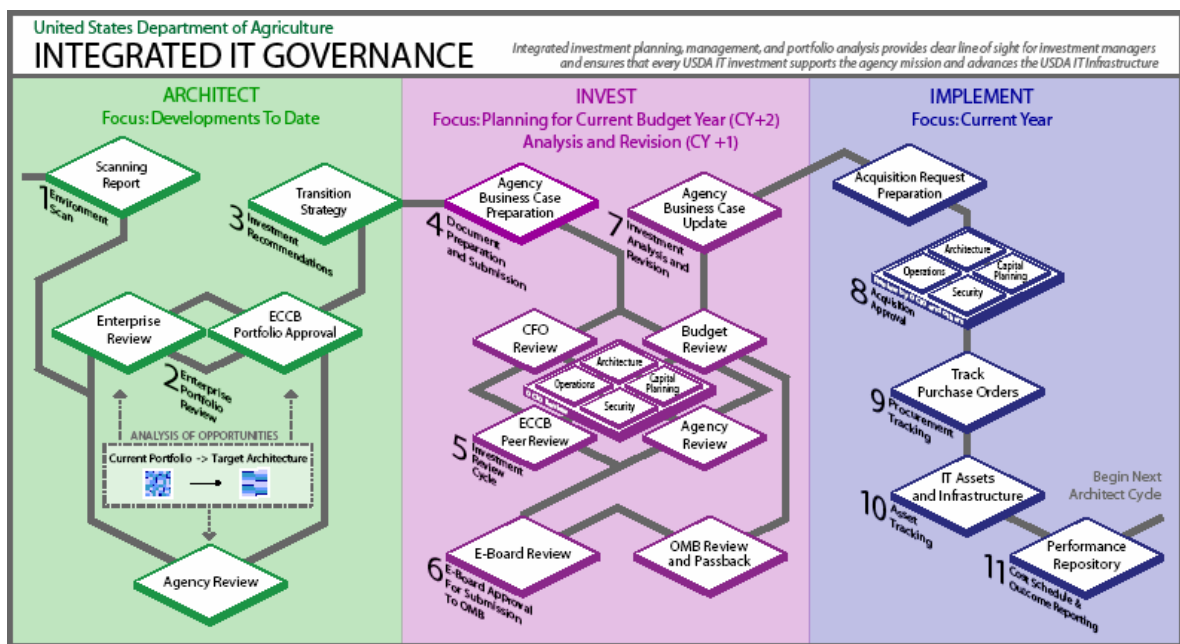 United States Department of Agriculture
INTEGRATED IT GOVERNANCE
Integrated investment planning, management, and portfolio analysis provides clear line of sight for investment managers
and ensures that every USDA IT investment supports the agency mission and advances the USDA IT Infrastructure
ARCHITECT
Focus: Developments To Date
Scanning
Report
1
Environment
Scan
Transition
Strategy
3
Investment
Recommendations
Enterprise
Review
ECCB
Portfolio Approval
2
Enterprise
Portfolio
Review
ANALYSIS OF OPPORTUNITIES
Current Portfolio -> Target Architecture
Agency Review
INVEST
Focus: Planning for Current Budget Year (CY+2)
Analysis and Revision (CY +1)
Agency
Business Case
Preparation
4
Document
Preparation
and Submission
Agency
Business Case
Update
7
Investment
Analysis and
Revision
CFO
Review
Budget
Review
Architecture
Operations
Capital
Planning
Security
ECCB
Peer Review
Agency
Review
5
Investment
Review
Cycle
E-Board Review
OMB Review
and Passback
6
E-Board Approval
For Submission
To OMB
IMPLEMENT
Focus: Current Year
Acquisition Request
Preparation
Architecture
Operations
Capital
Planning
Security
8
Acquisition
Approval
Track
Purchase Orders
9
Procurement
Tracking
IT Assets
and Infrastructure
10
Asset
Tracking
Begin Next
Architect Cycle
Performance
Repository
11
Cost Schedule &
Outcome Reporting